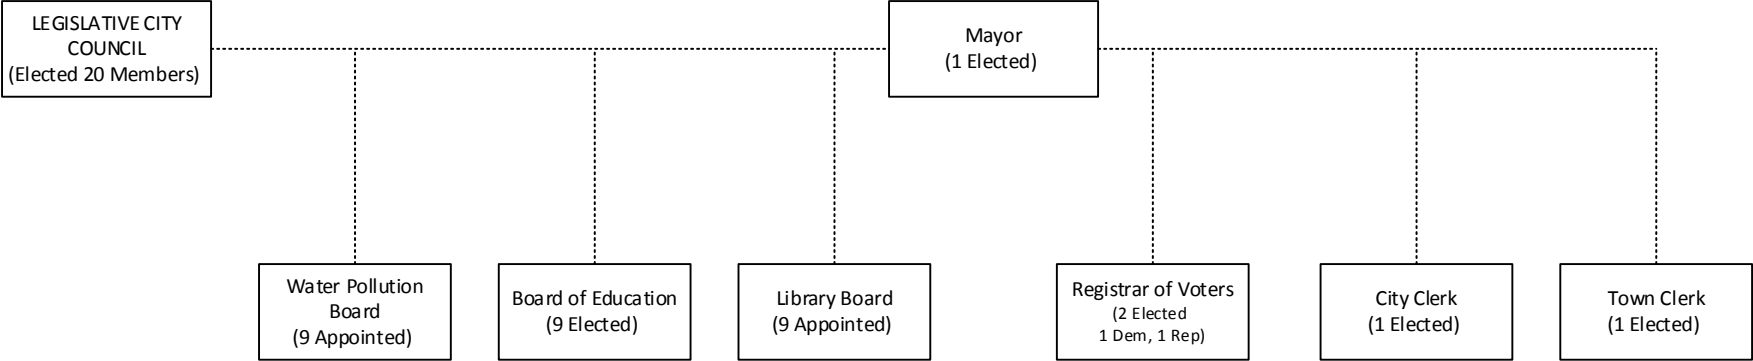 LEGISLATIVE CITY
COUNCIL
(Elected 20 Members)
Mayor
(1 Elected)
Water Pollution
Board
(9 Appointed)
Board of Education
(9 Elected)
Library Board
(9 Appointed)
Registrar of Voters
(2 Elected
1 Dem, 1 Rep)
City Clerk
(1 Elected)
Town Clerk
(1 Elected)